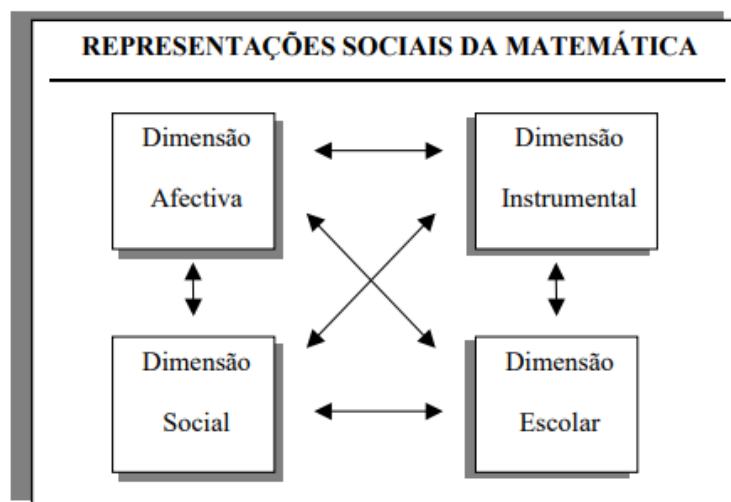 REPRESENTAÇÕES SOCIAIS DA MATEMÁTICA
Dimensão
Afectiva
Dimensão
Instrumental
Dimensão
Social
Dimensão
Escolar